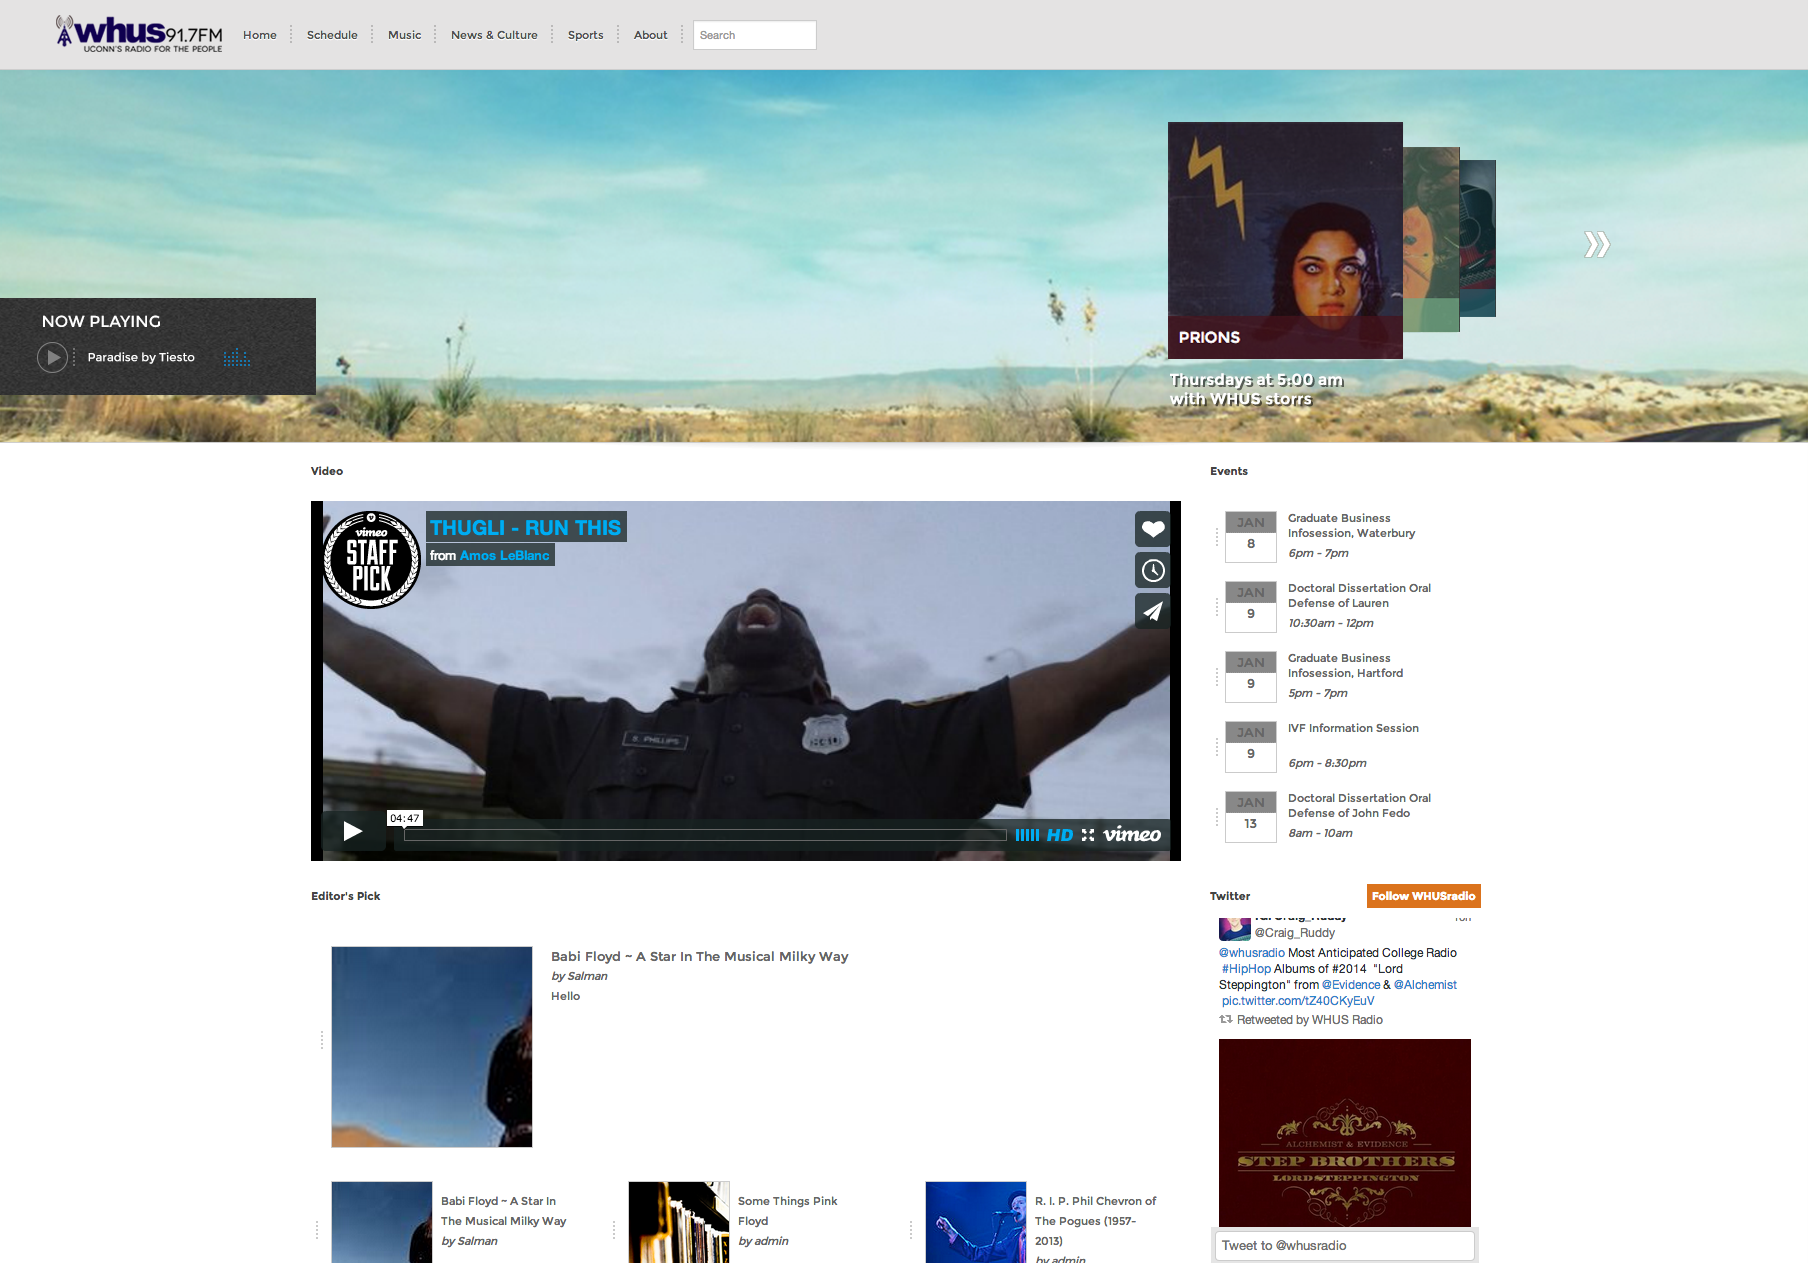 whus 91.7FM
UCONN'S RADIO FOR THE PEOPLE
Home
Schedule
Music
News & Culture
Sports
About
Search
NOW PLAYING
Paradise by Tiesto
PRIONS
Thursdays at 5:00 am
with WHUS storrs
Video
vimeo
STAFF
PICK
THUGLI - RUN THIS
from Amos LeBlanc
PHILLIPS
04:47
HD
vimeo
Events
JAN
8
Graduate Business
Infosession, Waterbury
6pm - 7pm
JAN
9
Doctoral Dissertation Oral
Defense of Lauren
10:30am - 12pm
JAN
9
Graduate Business
Infosession, Hartford
5pm - 7pm
JAN
9
IVF Information Session
6pm - 8:30pm
JAN
13
Doctoral Dissertation Oral
Defense of John Fedo
8am - 10am
Editor's Pick
Babi Floyd ~ A Star In The Musical Milky Way
by Salman
Hello
Babi Floyd ~ A Star In
The Musical Milky Way
by Salman
Some Things Pink
Floyd
by admin
R. I. P. Phil Chevron of
The Pogues (1957-
2013)
by admin
Twitter
Follow WHUSradio
@Craig_Ruddy
@whusradio Most Anticipated College Radio
#HipHop Albums of #2014 "Lord
Steppington" from @Evidence & @Alchemist
pic.twitter.com/tZ40CKyEuV
Retweeted by WHUS Radio
ALCHEMIST & EVIDENCE
STEP BROTHERS
LORD STEPPINGTON
Tweet to @whusradio